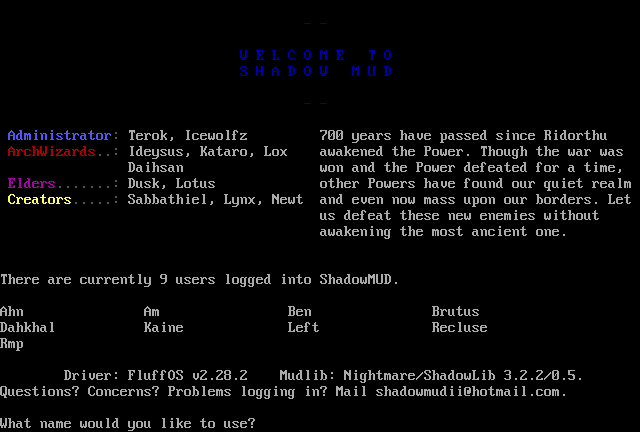 WELCOME TO
SHADOW MUD
Administrator: Terok, Icewolfz
ArchWizards..: Ideysus, Kataro, Lox
Daihsan
Elders.......: Dusk, Lotus
Creators.....: Sabbathiel, Lynx, Newt
700 years have passed since Ridorthu
awakened the Power. Though the war was
won and the Power defeated for a time,
other Powers have found our quiet realm
and even now mass upon our borders. Let
us defeat these new enemies without
awakening the most ancient one.
There are currently 9 users logged into ShadowMUD.
Ahn Am Ben Brutus
Dahkhal Kaine Left Recluse
Rmp
Driver: FluffOS v2.28.2 Mudlib: Nightmare/ShadowLib 3.2.2/0.5.
Questions? Concerns? Problems logging in? Mail shadowmudii@hotmail.com.
What name would you like to use?